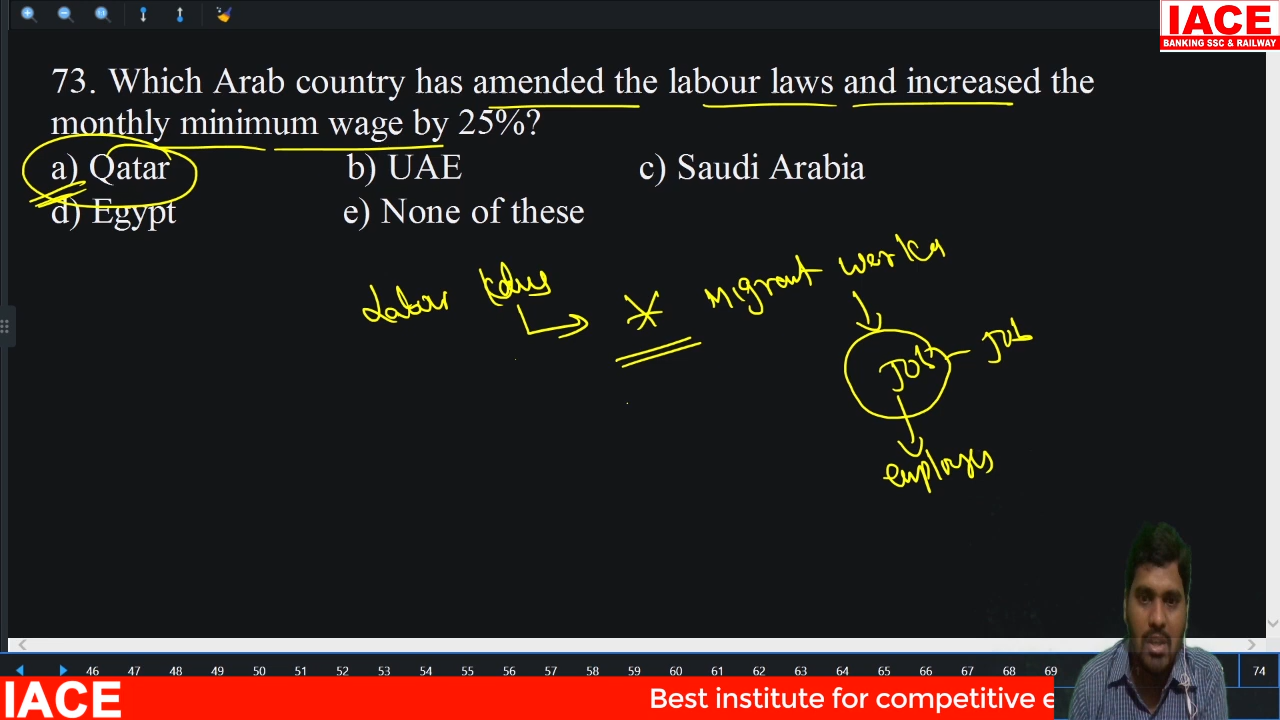 IACE
BANKING SSC & RAILWAY
73. Which Arab country has amended the labour laws and increased the
monthly minimum wage by 25%?
a) Qatar b) UAE c) Saudi Arabia
d) Egypt e) None of these
Labour
Migrant
Job
Job
46 47 48 49 50 51 52 53 54 55 56 57 58 59 60 61 62 63 64 65 66 67 68 69 74
IACE
Best institute for competitive e